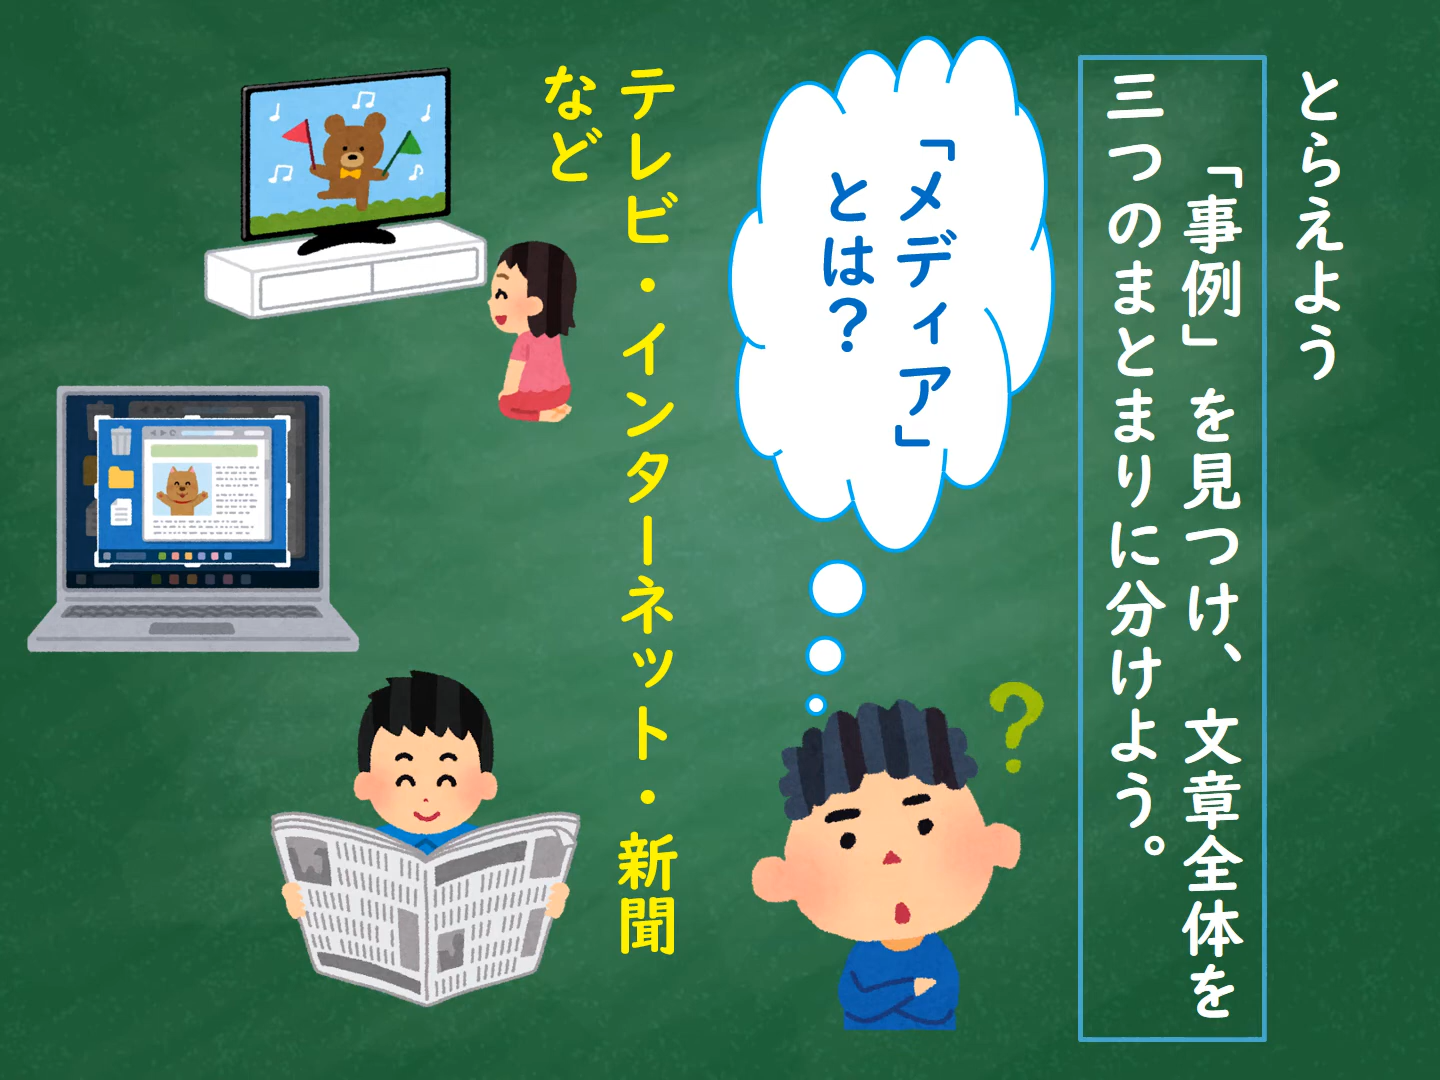 とらえよう
「事例」を見つけ、文章全体を
三つのまとまりに分けよう。
「メディア」
とは？
テレビ・インターネット・新聞
など
?